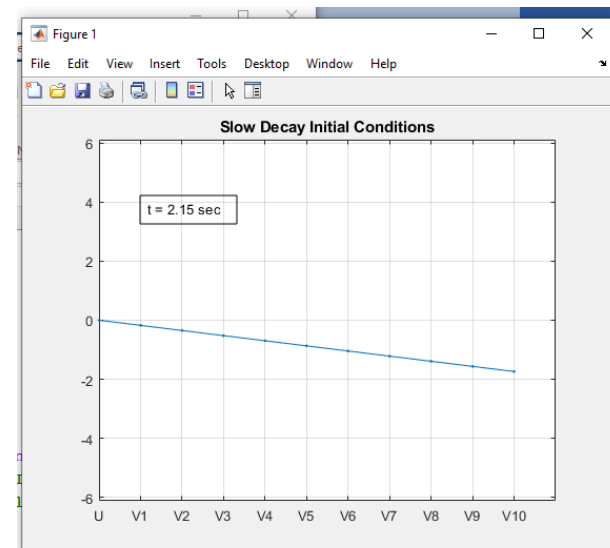 Figure 1
File Edit View Insert Tools Desktop Window Help
Slow Decay Initial Conditions
6
t = 2.15 sec
4
2
0
-2
-4
-6
U V1 V2 V3 V4 V5 V6 V7 V8 V9 V10